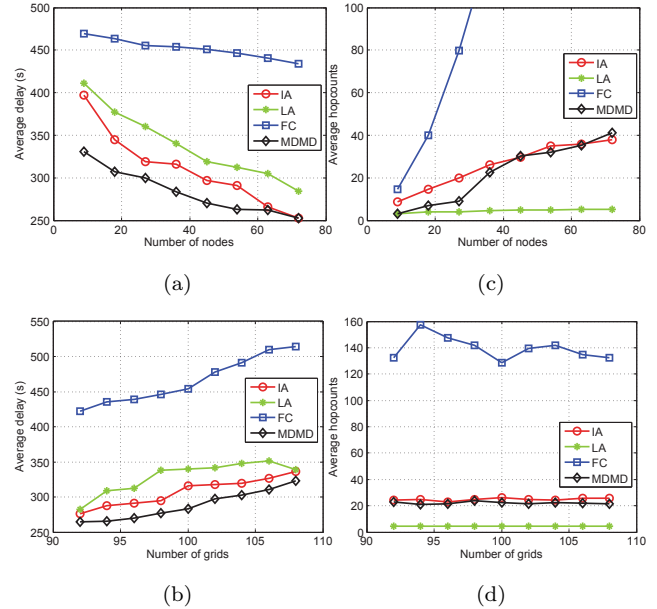 500
450
400
350
300
250
0 20 40 60 80
Average delay (s)
Number of nodes
IA
LA
FC
MDMD
(a)
100
80
60
40
20
0
0 20 40 60 80
Average hopcounts
Number of nodes
IA
LA
FC
MDMD
(c)
550
500
450
400
350
300
250
90 95 100 105 110
Average delay (s)
Number of grids
IA
LA
FC
MDMD
(b)
160
140
120
100
80
60
40
20
0
90 95 100 105 110
Average hopcounts
Number of grids
IA
LA
FC
MDMD
(d)